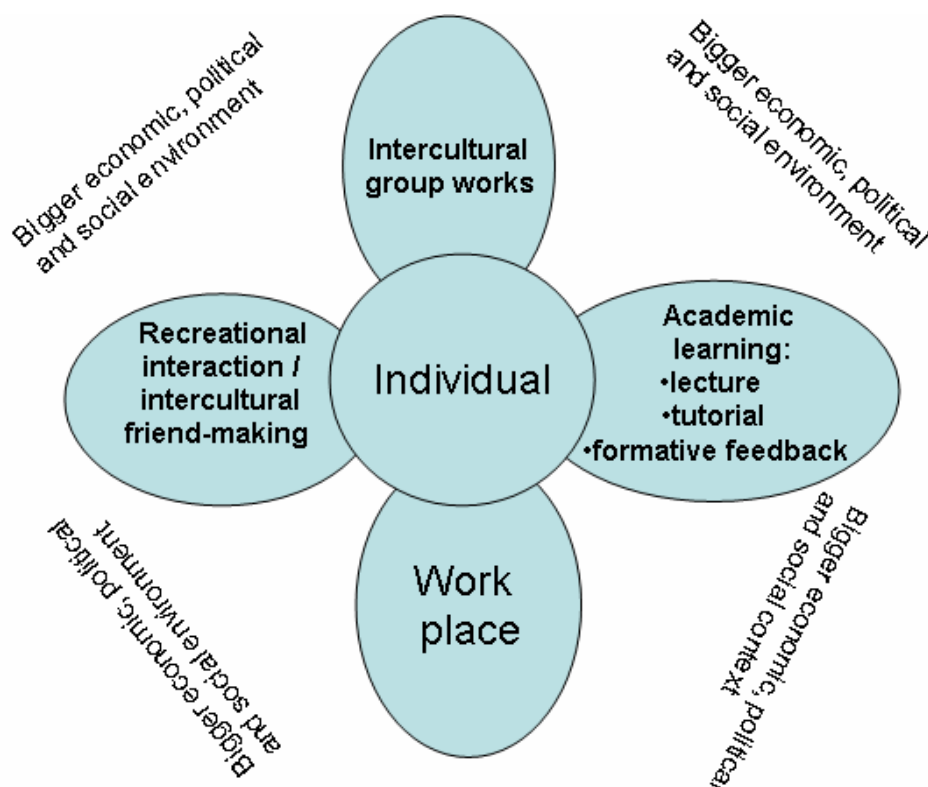 Bigger economic, political
and social environment
Bigger economic, political
and social environment
Intercultural
group works
Recreational
interaction /
intercultural
friend-making
Individual
Academic
learning:
•lecture
•tutorial
•formative feedback
Work
place
Bigger economic, political
and social environment
Bigger economic, political
and social context